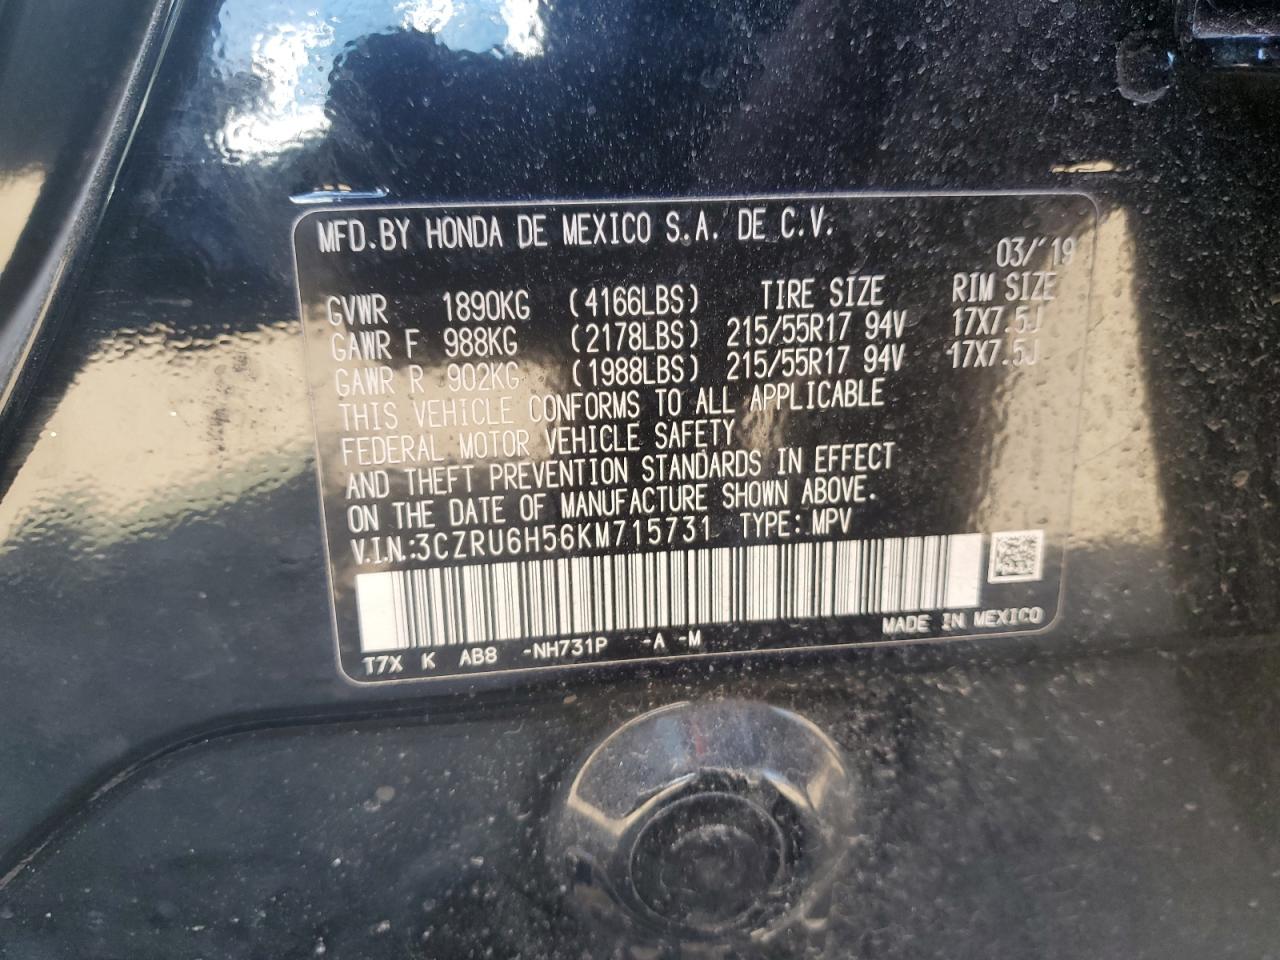 MFD.BY HONDA DE MEXICO S.A. DE C.V.
03/'19
GVWR 1890KG (4166LBS) TIRE SIZE RIM SIZE
GAWR F 988KG (2178LBS) 215/55R17 94V 17X7.5J
GAWR R 902KG (1988LBS) 215/55R17 94V 17X7.5J
THIS VEHICLE CONFORMS TO ALL APPLICABLE
FEDERAL MOTOR VEHICLE SAFETY
AND THEFT PREVENTION STANDARDS IN EFFECT
ON THE DATE OF MANUFACTURE SHOWN ABOVE.
V.I.N.:3CZRU6H56KM715731 TYPE: MPV
MADE IN MEXICO
T7X K AB8 -NH731P -A -M